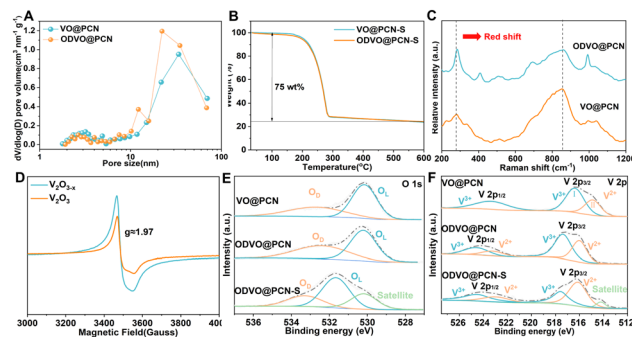 A
VO@PCN
ODVO@PCN
dV/dlog(D) pore volume(cm³ nm⁻¹ g⁻¹)
1.2
1.0
0.8
0.6
0.4
0.2
0.0
1
10
100
Pore size(nm)
B
VO@PCN-S
ODVO@PCN-S
100
80
60
40
20
0
75 wt%
100 200 300 400 500 600
Temperature(°C)
C
Red shift
ODVO@PCN
VO@PCN
Relative intensity (a.u.)
200 400 600 800 1000 1200
Raman shift (cm⁻¹)
D
V₂O₃₋ₓ
V₂O₃
g≈1.97
Intensity(a.u.)
3000 3200 3400 3600 3800
Magnetic Field(Gauss)
E
O 1s
VO@PCN
O_D
O_L
ODVO@PCN
O_D
O_L
ODVO@PCN-S
O_D
O_L
Satellite
Intensity (a.u.)
536 534 532 530 528
Binding energy (eV)
F
VO@PCN
V 2p₃/₂
V 2p
V³⁺
V 2p₁/₂
V³⁺
ODVO@PCN
V 2p₃/₂
V 2p₁/₂
V³⁺
V²⁺
V³⁺
V²⁺
ODVO@PCN-S
V 2p₃/₂
V 2p₁/₂
V³⁺
V²⁺
V³⁺
V²⁺
Satellite
Intensity (a.u.)
526 524 522 520 518 516 514 512
Binding energy (eV)